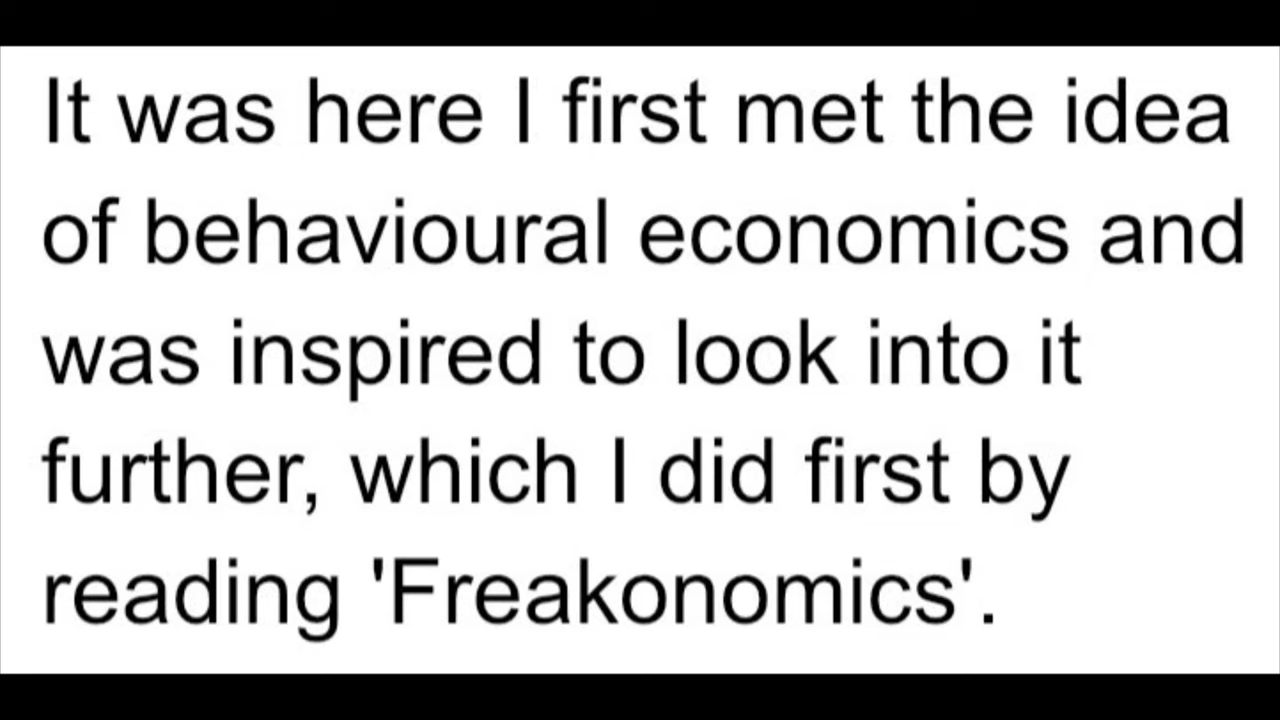 It was here I first met the idea
of behavioural economics and
was inspired to look into it
further, which I did first by
reading 'Freakonomics'.